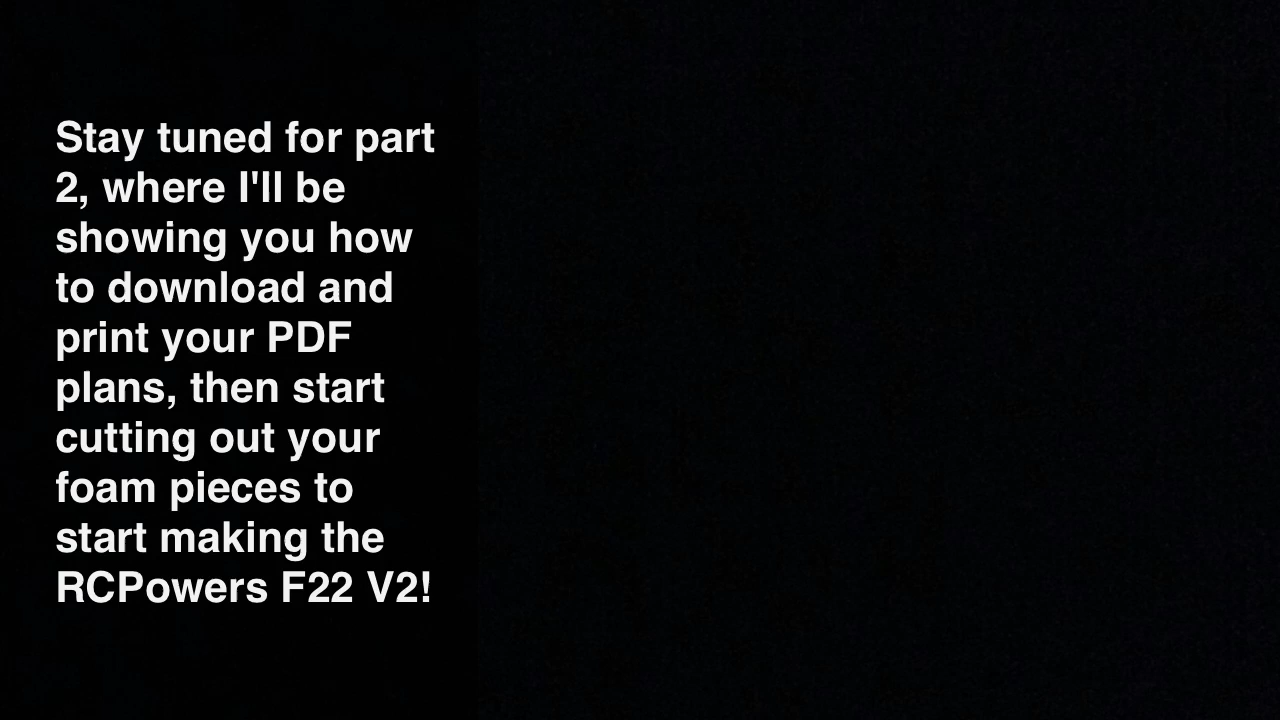 Stay tuned for part
2, where I'll be
showing you how
to download and
print your PDF
plans, then start
cutting out your
foam pieces to
start making the
RCPowers F22 V2!